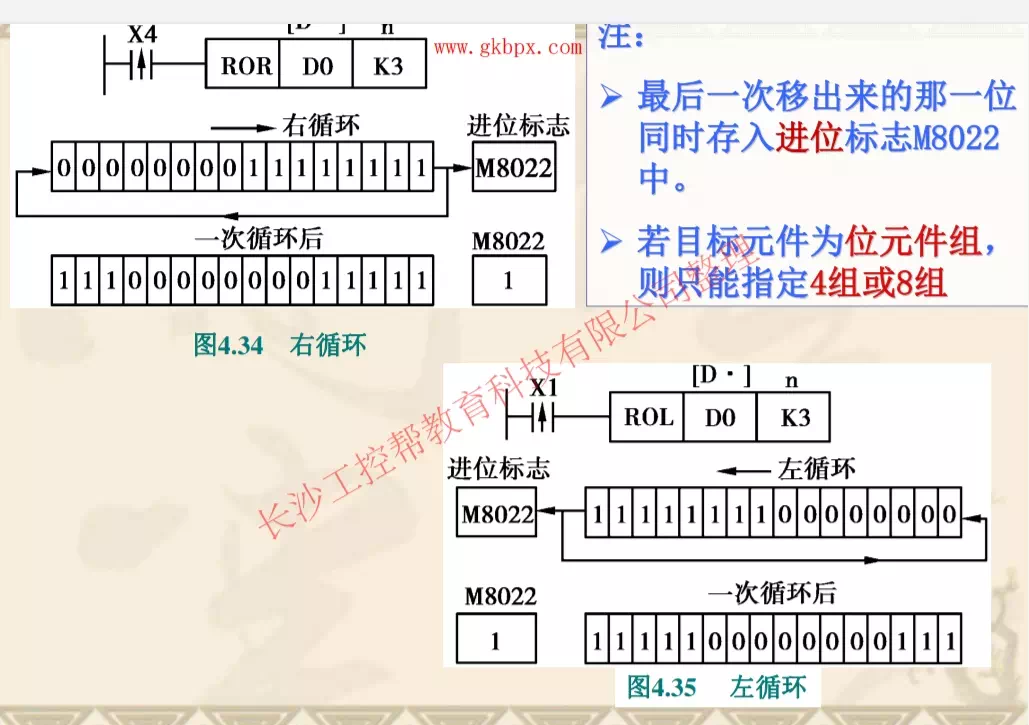 [D ] n
X4
ROR D0 K3
www.gkbpx.com
右循环 进位标志
0 0 0 0 0 0 0 0 1 1 1 1 1 1 1 1 M8022
一次循环后 M8022
1 1 1 0 0 0 0 0 0 0 0 1 1 1 1 1 1
图4.34 右循环
注：
最后一次移出来的那一位
同时存入进位标志M8022
中。
若目标元件为位元件组，
则只能指定4组或8组
长沙工控帮教育科技有限公司整理
[D·] n
X1
ROL D0 K3
进位标志 左循环
M8022 1 1 1 1 1 1 1 1 0 0 0 0 0 0 0 0
M8022 一次循环后
1 1 1 1 1 1 0 0 0 0 0 0 0 0 1 1 1
图4.35 左循环